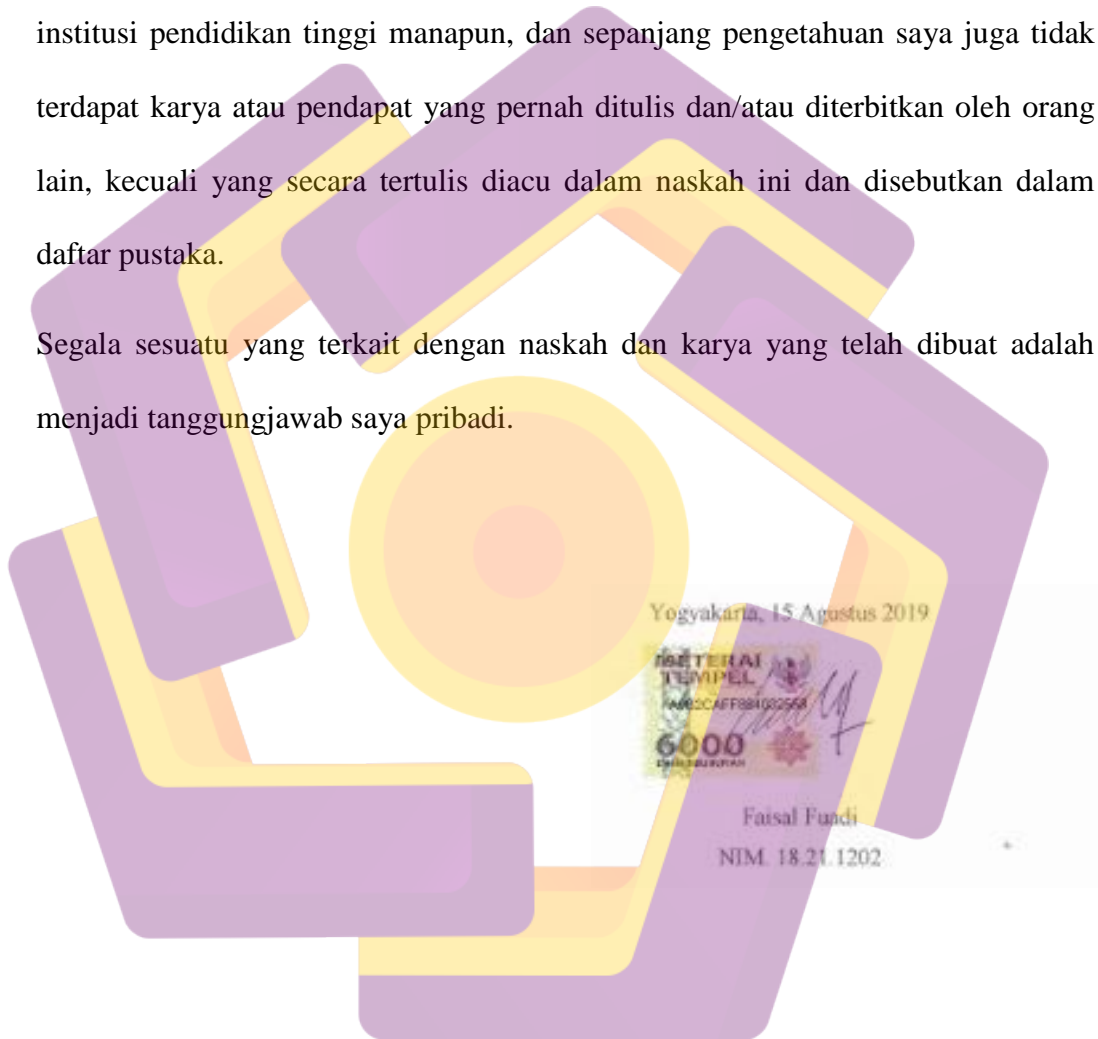 institusi pendidikan tinggi manapun, dan sepanjang pengetahuan saya juga tidak
terdapat karya atau pendapat yang pernah ditulis dan/atau diterbitkan oleh orang
lain, kecuali yang secara tertulis diacu dalam naskah ini dan disebutkan dalam
daftar pustaka.
Segala sesuatu yang terkait dengan naskah dan karya yang telah dibuat adalah
menjadi tanggungjawab saya pribadi.
Yogyakarta, 15 Agustus 2019
METERAI
TEMPEL
6000
Faisal Fuadi
NIM. 18.21.1202